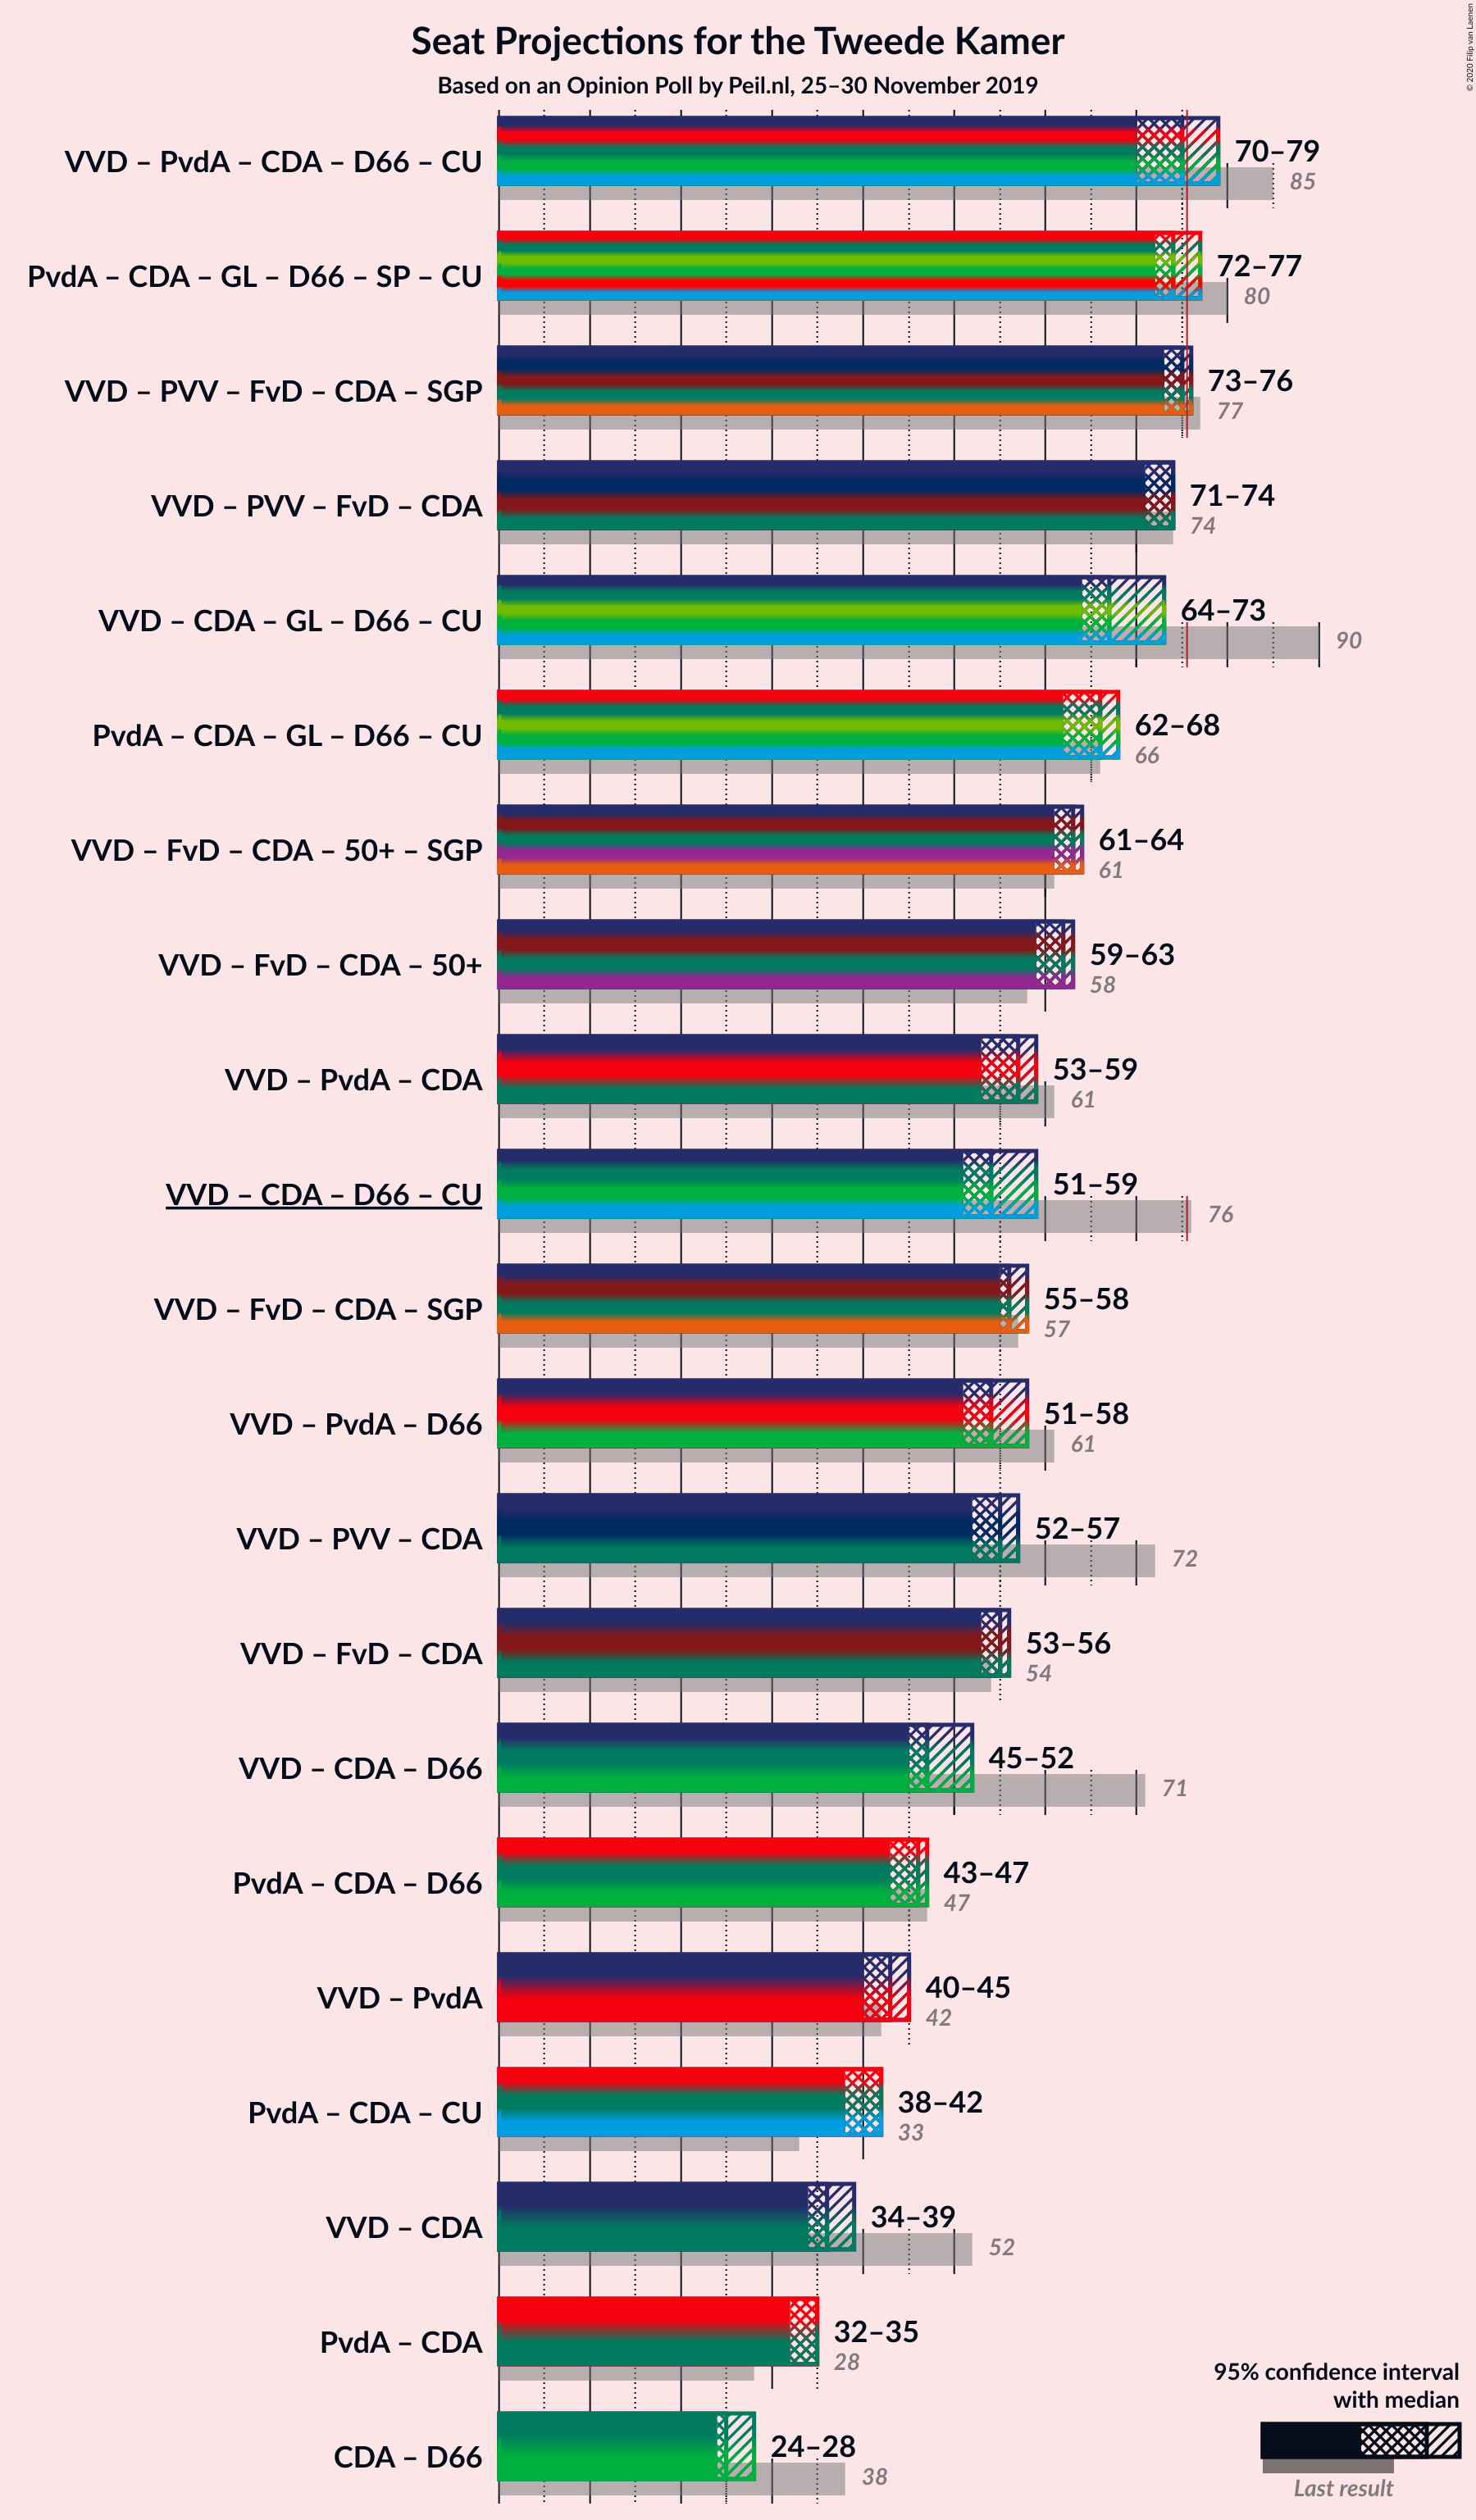 Seat Projections for the Tweede Kamer
Based on an Opinion Poll by Peil.nl, 25–30 November 2019
© 2020 Filip van Laenen
VVD – PvdA – CDA – D66 – CU
70–79
85
PvdA – CDA – GL – D66 – SP – CU
72–77
80
VVD – PVV – FvD – CDA – SGP
73–76
77
VVD – PVV – FvD – CDA
71–74
74
VVD – CDA – GL – D66 – CU
64–73
90
PvdA – CDA – GL – D66 – CU
62–68
66
VVD – FvD – CDA – 50+ – SGP
61–64
61
VVD – FvD – CDA – 50+
59–63
58
VVD – PvdA – CDA
53–59
61
VVD – CDA – D66 – CU
51–59
76
VVD – FvD – CDA – SGP
55–58
57
VVD – PvdA – D66
51–58
61
VVD – PVV – CDA
52–57
72
VVD – FvD – CDA
53–56
54
VVD – CDA – D66
45–52
71
PvdA – CDA – D66
43–47
47
VVD – PvdA
40–45
42
PvdA – CDA – CU
38–42
33
VVD – CDA
34–39
52
PvdA – CDA
32–35
28
CDA – D66
24–28
38
95% confidence interval
with median
Last result